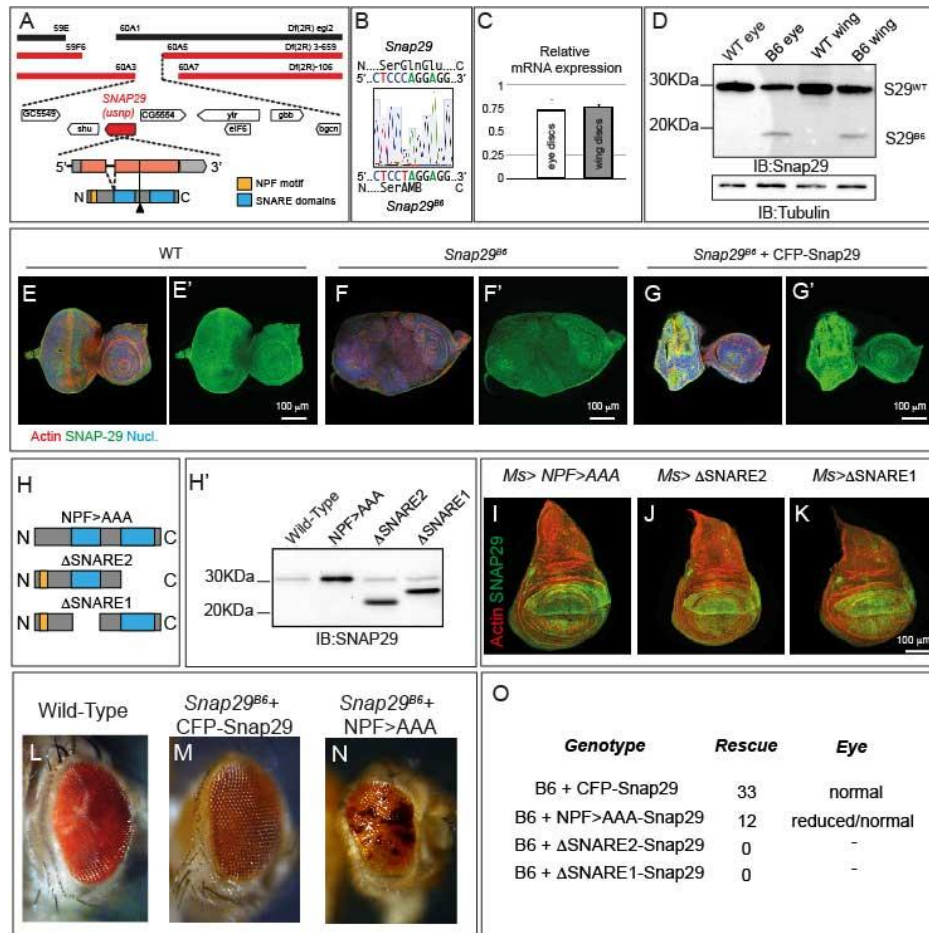 A
59E
60A1
Df(2R) egl2
59F6
60A5
Df(2R) 3-659
60A3
60A7
Df(2R)-106
SNAP29
(usnp)
GC5549
CG5664
ytr
gbb
shu
eIF6
bgcn
5'
3'
N
C
NPF motif
SNARE domains
B
Snap29
N....SerGlnGlu....C
5'..CTCCCAGGAGG..3'
5'..CTCCTAGGAGG..3'
N....SerAMB C
Snap29B6
C
Relative
mRNA expression
1
0.75
0.25
0
eye discs
wing discs
D
WT eye
B6 eye
WT wing
B6 wing
30KDa
S29WT
20KDa
S29B6
IB:Snap29
IB:Tubulin
WT
Snap29B6
Snap29B6 + CFP-Snap29
E
E'
F
F'
G
G'
100 µm
100 µm
100 µm
Actin SNAP-29 Nucl.
H
NPF>AAA
N
C
ΔSNARE2
N
C
ΔSNARE1
N
C
H'
Wild-Type
NPF>AAA
ΔSNARE2
ΔSNARE1
30KDa
20KDa
IB:SNAP29
Ms> NPF>AAA
Ms> ΔSNARE2
Ms>ΔSNARE1
I
J
K
Actin SNAP29
100 µm
Wild-Type
Snap29B6+
CFP-Snap29
Snap29B6+
NPF>AAA
L
M
N
O
Genotype Rescue Eye
B6 + CFP-Snap29 33 normal
B6 + NPF>AAA-Snap29 12 reduced/normal
B6 + ΔSNARE2-Snap29 0 -
B6 + ΔSNARE1-Snap29 0 -